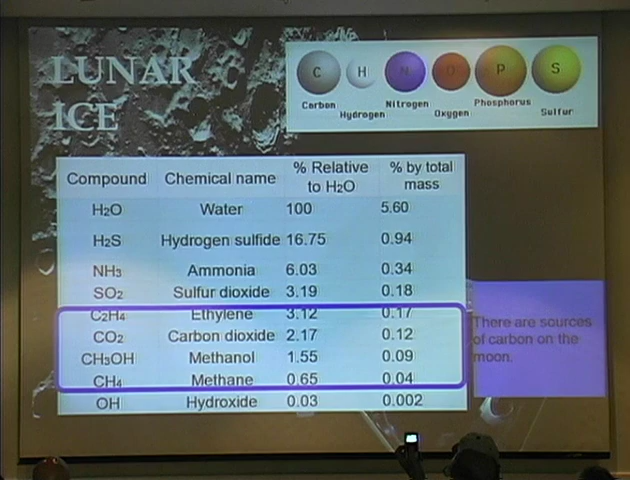 LUNAR
ICE
C H N O P S
Carbon Hydrogen Nitrogen Oxygen Phosphorus Sulfur
Compound Chemical name % Relative to H2O % by total mass
H2O Water 100 5.60
H2S Hydrogen sulfide 16.75 0.94
NH3 Ammonia 6.03 0.34
SO2 Sulfur dioxide 3.19 0.18
C2H4 Ethylene 3.12 0.17
CO2 Carbon dioxide 2.17 0.12
CH3OH Methanol 1.55 0.09
CH4 Methane 0.65 0.04
OH Hydroxide 0.03 0.002
There are sources
of carbon on the
moon.